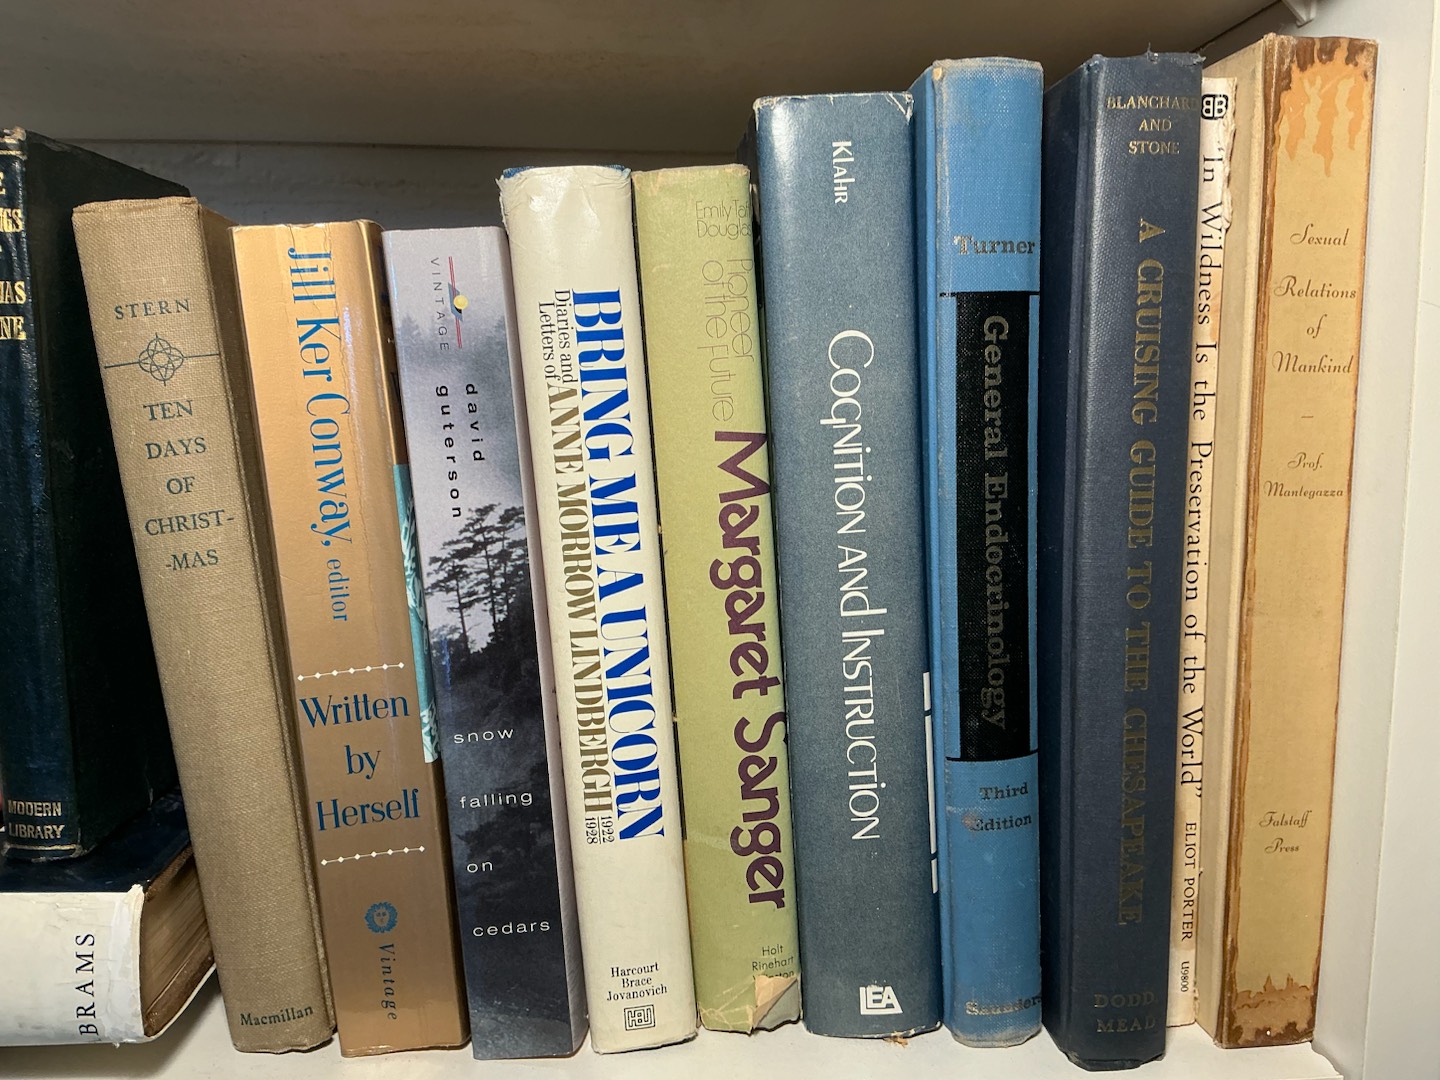 MODERN
LIBRARY
STERN
TEN
DAYS
OF
CHRIST-
-MAS
Macmillan
Jill Ker Conway, editor
Written
by
Herself
Vintage
VINTAGE
david
guterson
snow
falling
on
cedars
BRING ME A UNICORN
Diaries and
Letters of
ANNE MORROW LINDBERGH
1922
1928
Harcourt
Brace
Jovanovich
HBJ
Pioneer
of the Future
Margaret Sanger
Holt
Rinehart
Klahr
Cognition and Instruction
LEA
Turner
General Endocrinology
Third
Edition
BLANCHARD
AND
STONE
A CRUISING GUIDE TO THE CHESAPEAKE
DODD
MEAD
BB
"In Wildness Is the Preservation of the World"
ELIOT PORTER
U9800
Sexual
Relations
of
Mankind
—
Prof.
Mantegazza
Falstaff
Press